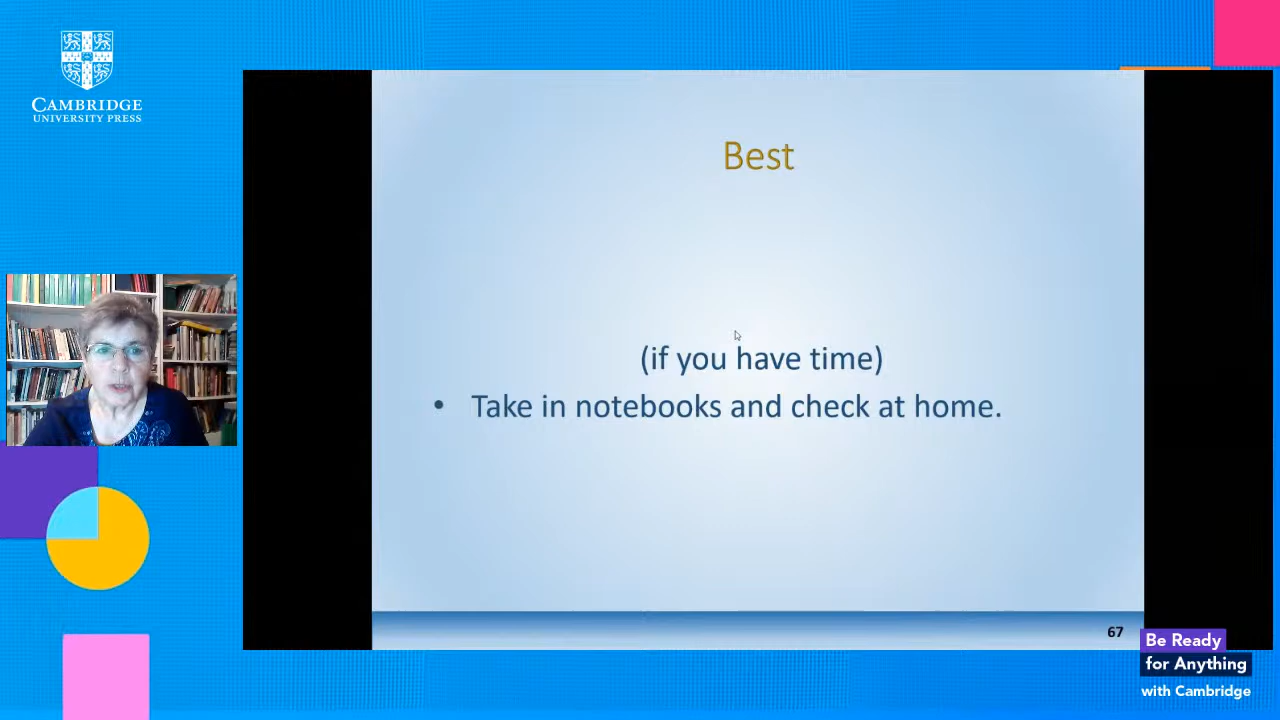 CAMBRIDGE
UNIVERSITY PRESS
Best
(if you have time)
• Take in notebooks and check at home.
67
Be Ready
for Anything
with Cambridge